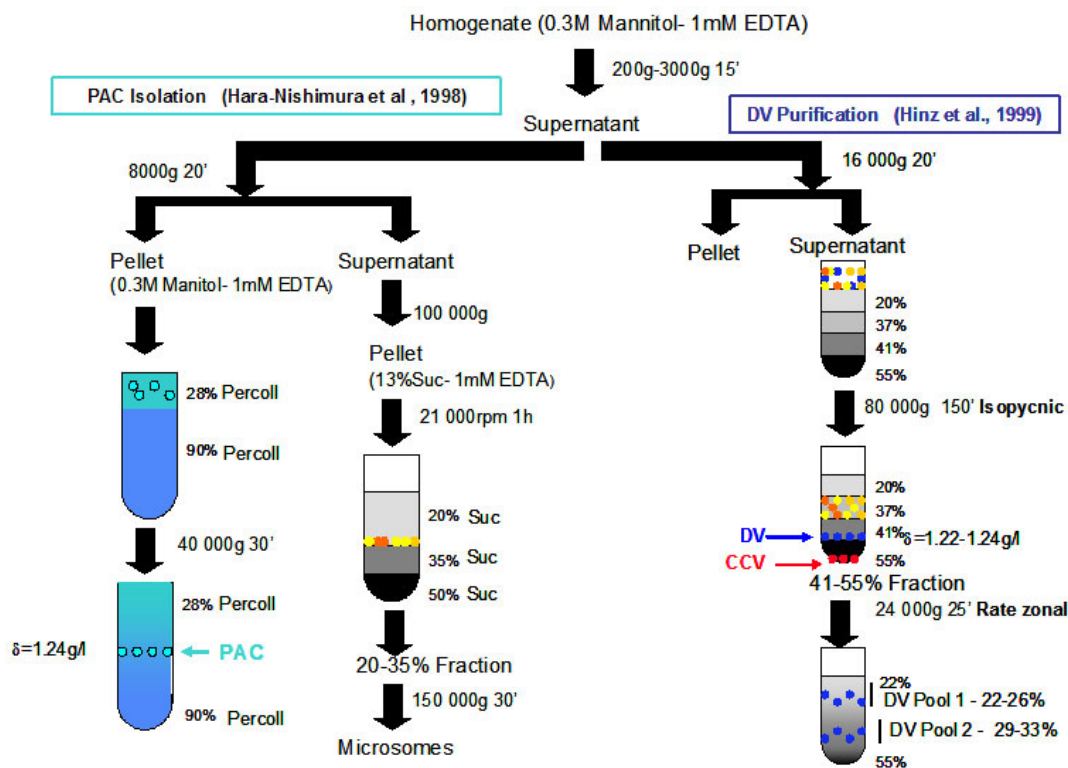 Homogenate (0.3M Mannitol- 1mM EDTA)
200g-3000g 15'
PAC Isolation (Hara-Nishimura et al , 1998)
DV Purification (Hinz et al., 1999)
Supernatant
8000g 20'
16 000g 20'
Pellet
(0.3M Manitol- 1mM EDTA)
Supernatant
100 000g
Pellet
(13%Suc- 1mM EDTA)
21 000rpm 1h
28% Percoll
90% Percoll
40 000g 30'
28% Percoll
δ=1.24g/l
PAC
90% Percoll
20% Suc
35% Suc
50% Suc
20-35% Fraction
150 000g 30'
Microsomes
Pellet
Supernatant
20%
37%
41%
55%
80 000g 150' Isopycnic
20%
37%
DV
41%
δ=1.22-1.24g/l
CCV
55%
41-55% Fraction
24 000g 25' Rate zonal
22%
DV Pool 1 - 22-26%
DV Pool 2 - 29-33%
55%